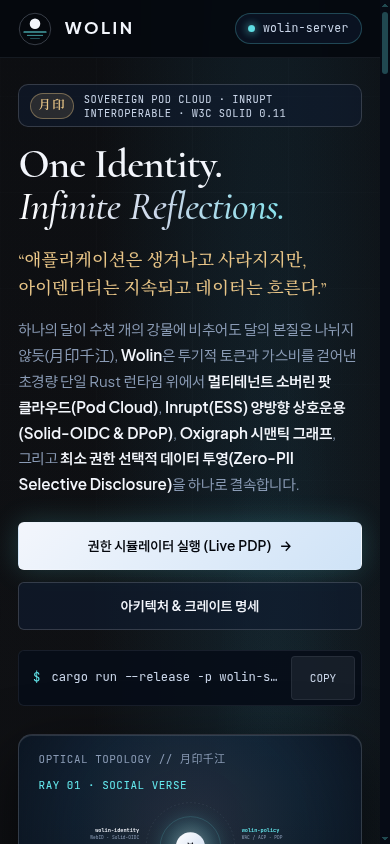 WOLIN
wolin-server
月印
SOVEREIGN POD CLOUD · INRUPT
INTEROPERABILITY · W3C SOLID 0.11
One Identity.
Infinite Reflections.
“애플리케이션은 생겨나고 사라지지만,
아이덴티티는 지속되고 데이터는 흐른다.”
하나의 달이 수천 개의 강물에 비추어도 달의 본질은 나뉘지
않듯(月印千江), Wolin은 투기적 토큰과 가스비를 걷어낸
초경량 단일 Rust 런타임 위에서 멀티테넌트 소버린 팟
클라우드(Pod Cloud), Inrupt(ESS) 양방향 상호운용
(Solid-OIDC & DPoP), Oxigraph 시맨틱 그래프,
그리고 최소 권한 선택적 데이터 투영(Zero-PII
Selective Disclosure)을 하나로 결속합니다.
권한 시뮬레이터 실행 (Live PDP) →
아키텍처 & 크레이트 명세
$ cargo run --release -p wolin-s…
COPY
OPTICAL TOPOLOGY // 月印千江
RAY 01 · SOCIAL VERSE
wolin-identity
WebID · Solid-OIDC
wolin-policy
WAC / ACP · PDP